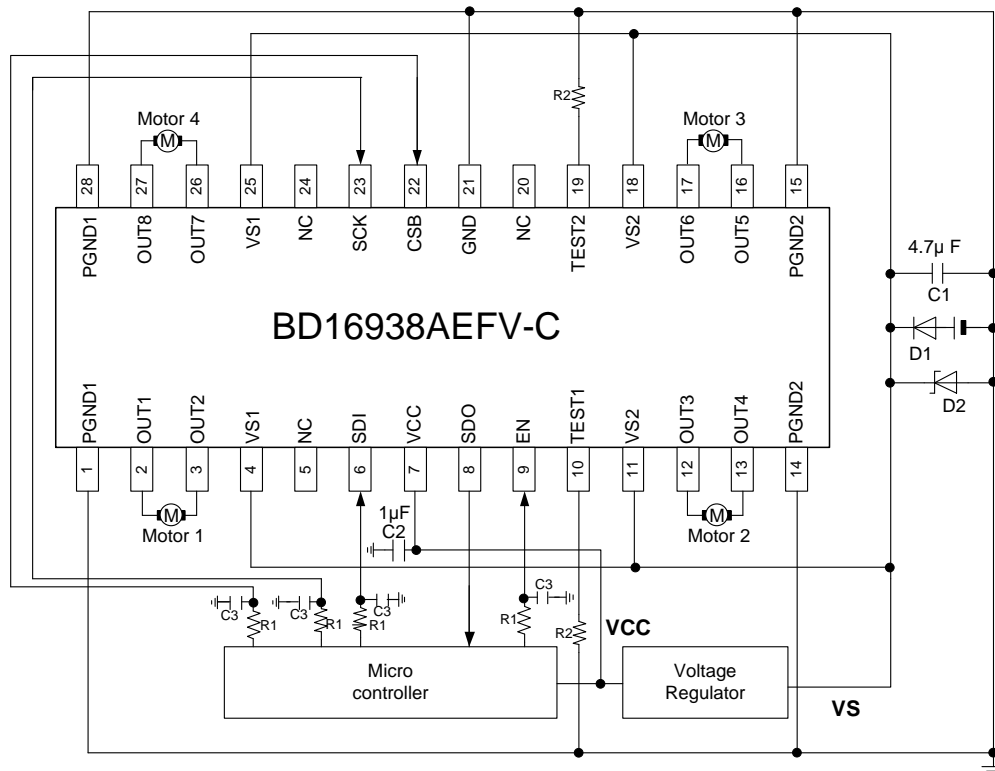 R2
Motor 4
Motor 3
28
27
26
25
24
23
22
21
20
19
18
17
16
15
PGND1
OUT8
OUT7
VS1
NC
SCK
CSB
GND
NC
TEST2
VS2
OUT6
OUT5
PGND2
4.7µ F
C1
BD16938AEFV-C
D1
D2
PGND1
OUT1
OUT2
VS1
NC
SDI
VCC
SDO
EN
TEST1
VS2
OUT3
OUT4
PGND2
1
2
3
4
5
6
7
8
9
10
11
12
13
14
Motor 1
1µF
C2
Motor 2
M
M
M
M
C3
C3
C3
C3
R1
R1
R1
R1
R2
VCC
Micro
controller
Voltage
Regulator
VS